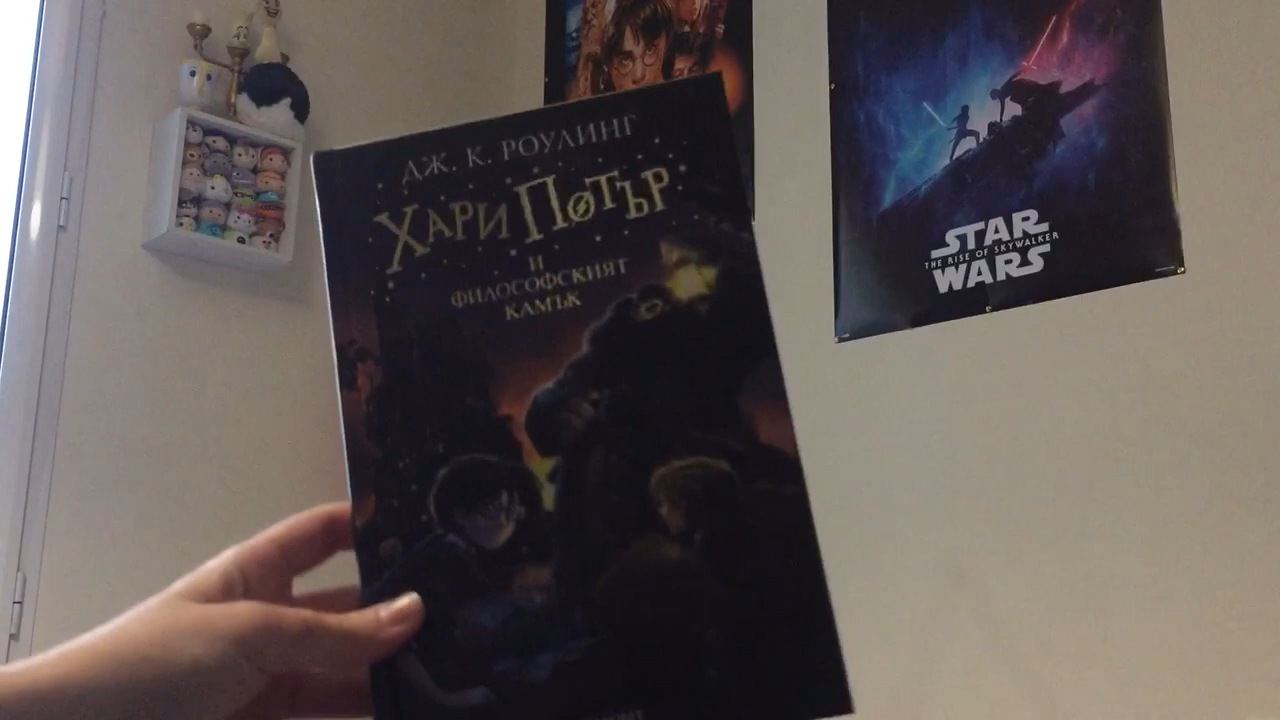 ДЖ. К. РОУЛИНГ
ХАРИ ПОТЪР
И
ФИЛОСОФСКИЯТ
КАМЪК
STAR
THE RISE OF SKYWALKER
WARS